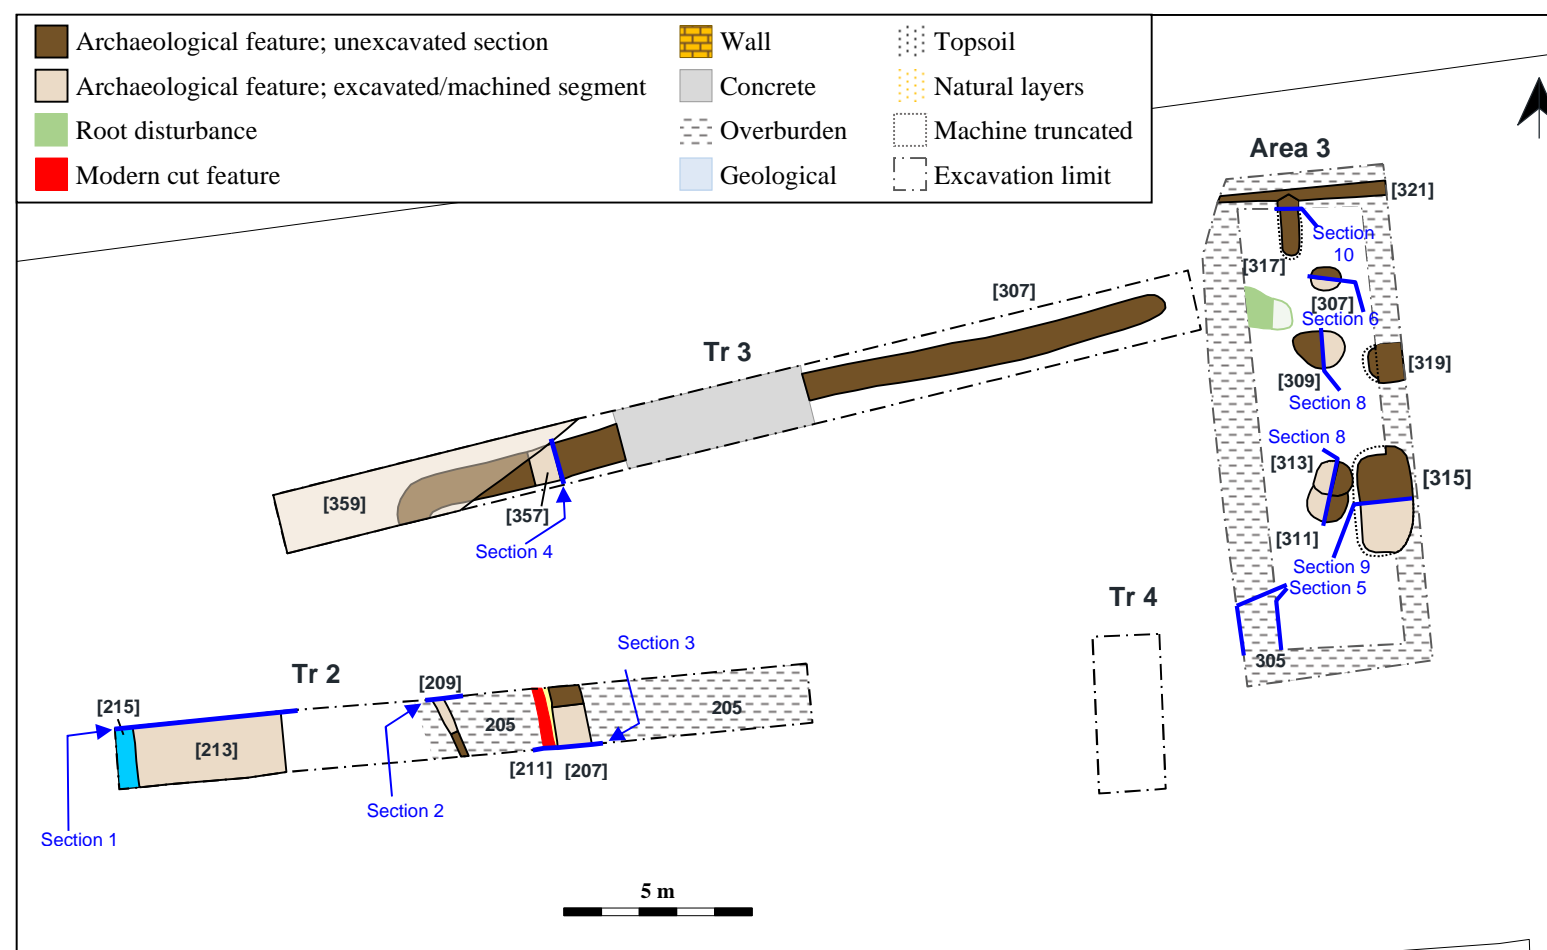 Archaeological feature; unexcavated section
Archaeological feature; excavated/machined segment
Root disturbance
Modern cut feature
Wall
Concrete
Overburden
Geological
Topsoil
Natural layers
Machine truncated
Excavation limit
Area 3
[321]
Section
10
[317]
[307]
Section 6
[309]
Section 8
[319]
Section 8
[313]
[315]
[311]
Section 9
Section 5
305
[307]
Tr 3
[359]
[357]
Section 4
Tr 4
Section 3
Tr 2
[209]
[215]
205
205
[213]
[211]
[207]
Section 2
Section 1
5 m